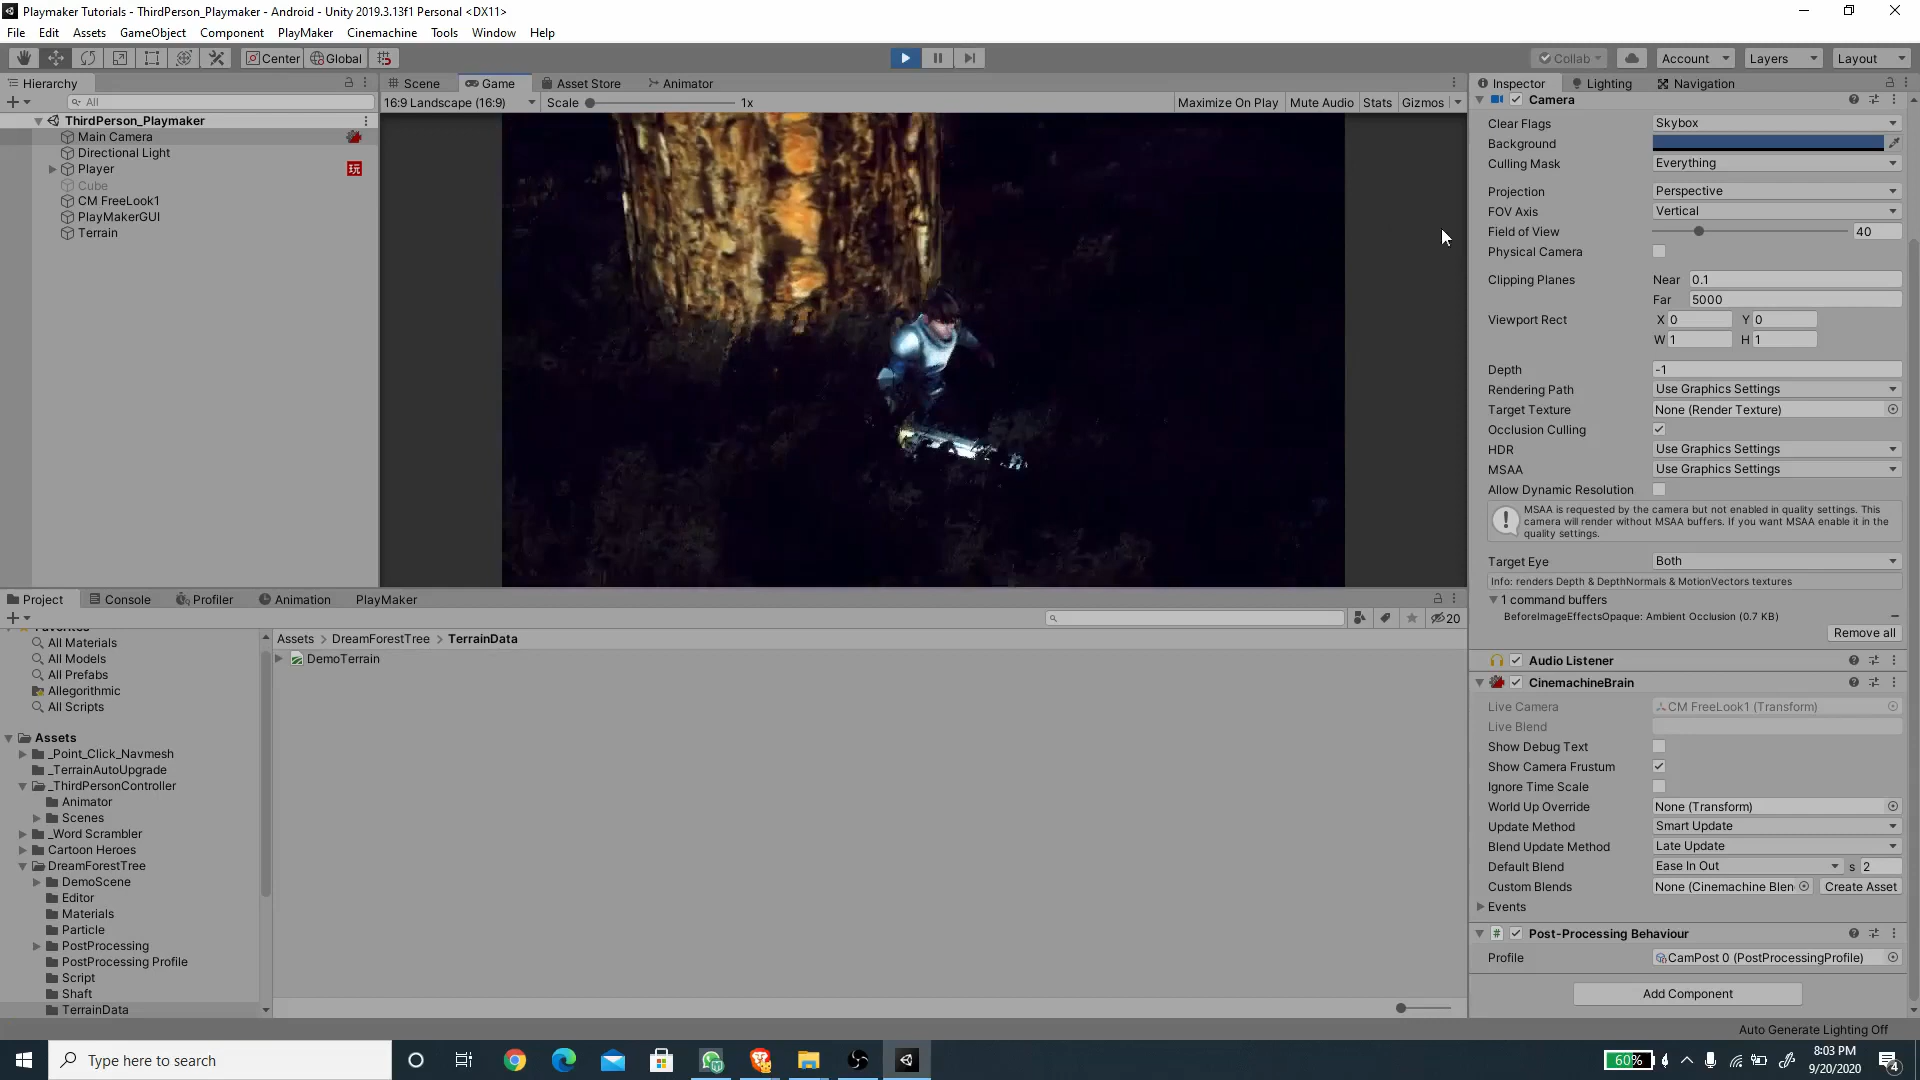 Playmaker Tutorials - ThirdPerson_Playmaker - Android - Unity 2019.3.13f1 Personal <DX11>
File Edit Assets GameObject Component PlayMaker Cinemachine Tools Window Help
Center Global Collab Account Layers Layout
Hierarchy Scene Game Asset Store Animator Inspector Lighting Navigation
All 16:9 Landscape (16:9) Scale 1x Maximize On Play Mute Audio Stats Gizmos
ThirdPerson_Playmaker
Main Camera
Directional Light
Player 玩
Cube
CM FreeLook1
PlayMakerGUI
Terrain
Camera
Clear Flags Skybox
Background
Culling Mask Everything
Projection Perspective
FOV Axis Vertical
Field of View 40
Physical Camera
Clipping Planes Near 0.1
Far 5000
Viewport Rect X 0 Y 0
W 1 H 1
Depth -1
Rendering Path Use Graphics Settings
Target Texture None (Render Texture)
Occlusion Culling
HDR Use Graphics Settings
MSAA Use Graphics Settings
Allow Dynamic Resolution
MSAA is requested by the camera but not enabled in quality settings. This
camera will render without MSAA buffers. If you want MSAA enable it in the
quality settings.
Target Eye Both
Info: renders Depth & DepthNormals & MotionVectors textures
1 command buffers
BeforeImageEffectsOpaque: Ambient Occlusion (0.7 KB)
Remove all
Audio Listener
CinemachineBrain
Live Camera CM FreeLook1 (Transform)
Live Blend
Show Debug Text
Show Camera Frustum
Ignore Time Scale
World Up Override None (Transform)
Update Method Smart Update
Blend Update Method Late Update
Default Blend Ease In Out s 2
Custom Blends None (Cinemachine Blen Create Asset
Events
Post-Processing Behaviour
Profile CamPost 0 (PostProcessingProfile)
Add Component
Project Console Profiler Animation PlayMaker
20
Favorites
All Materials
All Models
All Prefabs
Allegorithmic
All Scripts
Assets
_Point_Click_Navmesh
_TerrainAutoUpgrade
_ThirdPersonController
Animator
Scenes
_Word Scrambler
Cartoon Heroes
DreamForestTree
DemoScene
Editor
Materials
Particle
PostProcessing
PostProcessing Profile
Script
Shaft
TerrainData
Assets > DreamForestTree > TerrainData
DemoTerrain
Auto Generate Lighting Off
Type here to search
60%
8:03 PM
9/20/2020
4